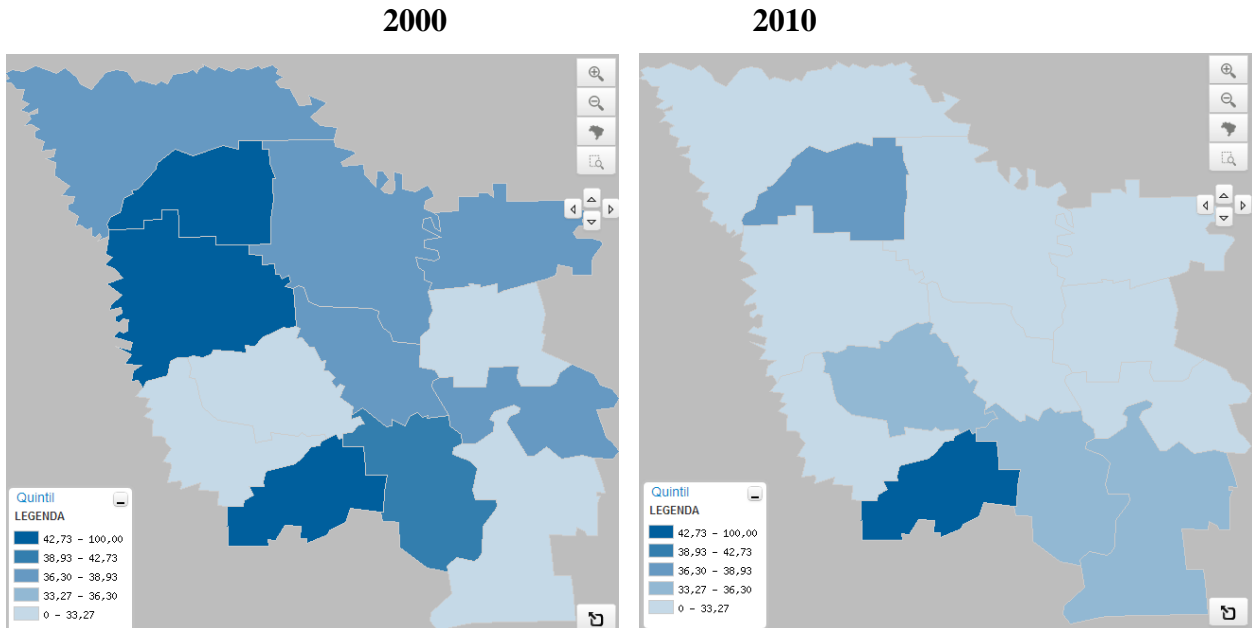 2000
2010
Quintil
LEGENDA
42,73 - 100,00
38,93 - 42,73
36,30 - 38,93
33,27 - 36,30
0 - 33,27
Quintil
LEGENDA
42,73 - 100,00
38,93 - 42,73
36,30 - 38,93
33,27 - 36,30
0 - 33,27